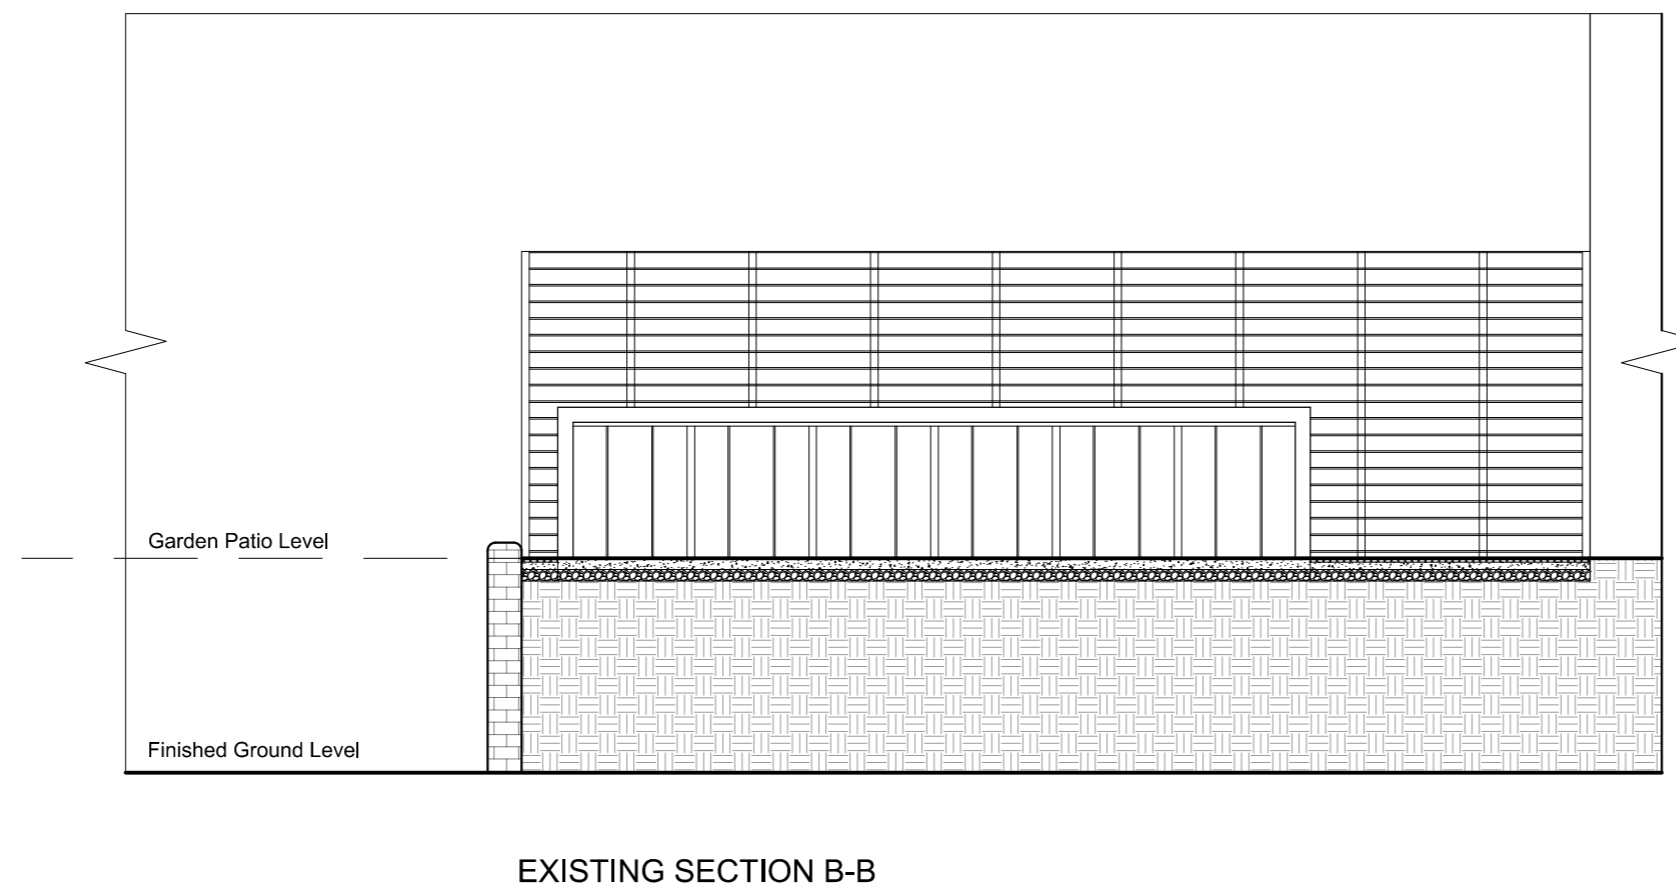 Garden Patio Level
Finished Ground Level
EXISTING SECTION B-B